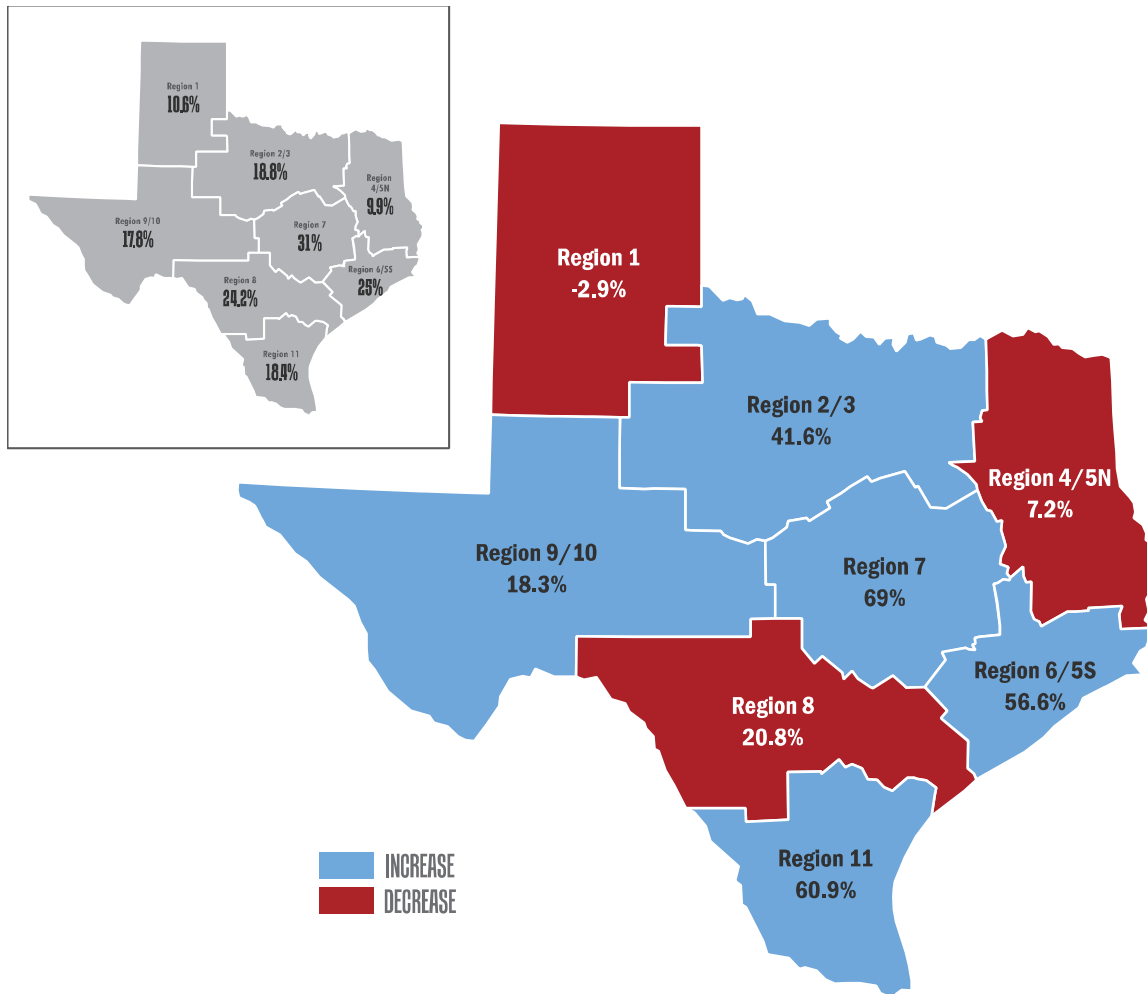 Region 1
10.6%
Region 2/3
18.8%
Region
4/5N
9.9%
Region 9/10
17.8%
Region 7
31%
Region 6/5S
25%
Region 8
24.2%
Region 11
18.4%
Region 1
-2.9%
Region 2/3
41.6%
Region 4/5N
7.2%
Region 9/10
18.3%
Region 7
69%
Region 6/5S
56.6%
Region 8
20.8%
Region 11
60.9%
INCREASE
DECREASE